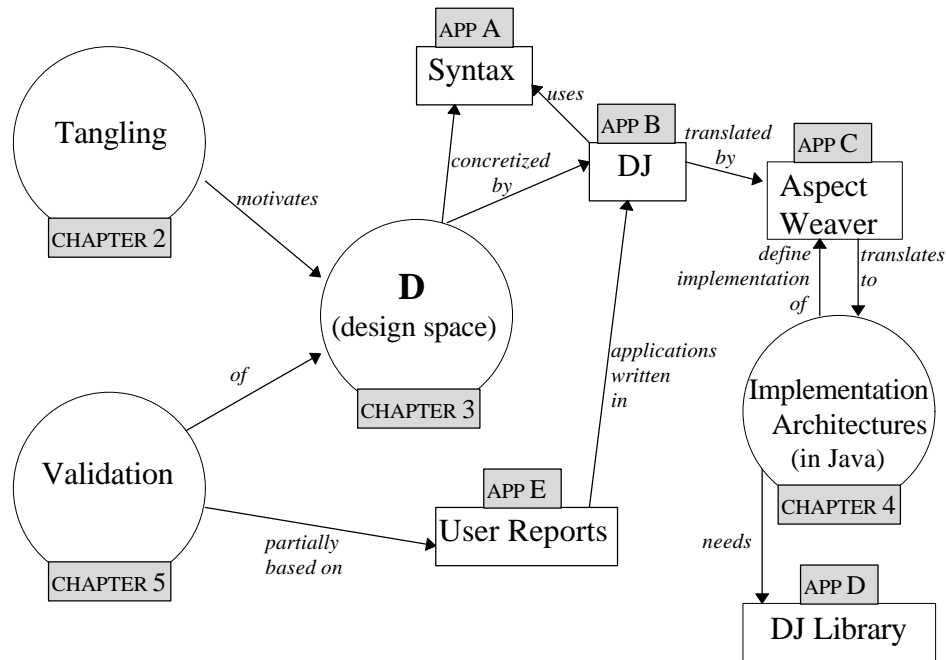 APP A
Syntax
uses
APP B
DJ
translated
by
APP C
Aspect
Weaver
Tangling
CHAPTER 2
motivates
concretized
by
D
(design space)
CHAPTER 3
define
implementation
of
translates
to
of
applications
written
in
Implementation
Architectures
(in Java)
CHAPTER 4
Validation
CHAPTER 5
partially
based on
APP E
User Reports
needs
APP D
DJ Library